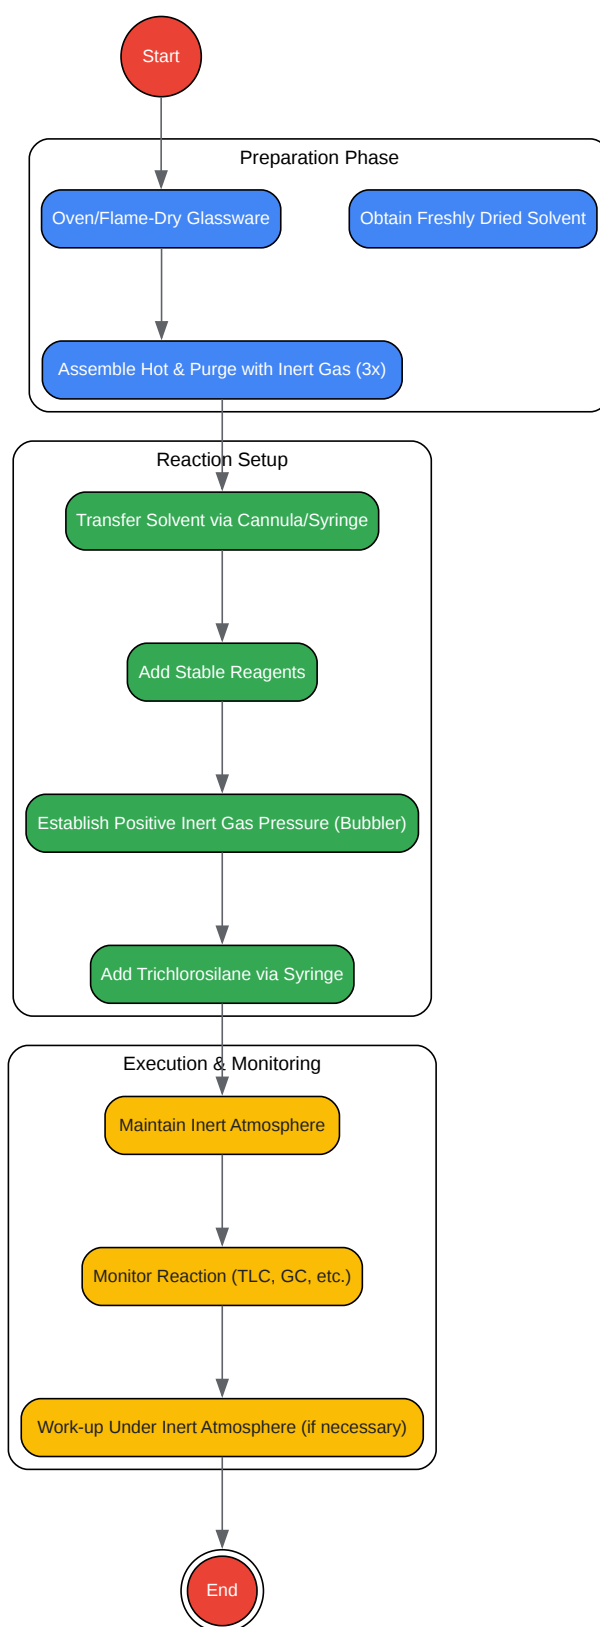 Start
Preparation Phase
Oven/Flame-Dry Glassware
Obtain Freshly Dried Solvent
Assemble Hot & Purge with Inert Gas (3x)
Reaction Setup
Transfer Solvent via Cannula/Syringe
Add Stable Reagents
Establish Positive Inert Gas Pressure (Bubbler)
Add Trichlorosilane via Syringe
Execution & Monitoring
Maintain Inert Atmosphere
Monitor Reaction (TLC, GC, etc.)
Work-up Under Inert Atmosphere (if necessary)
End